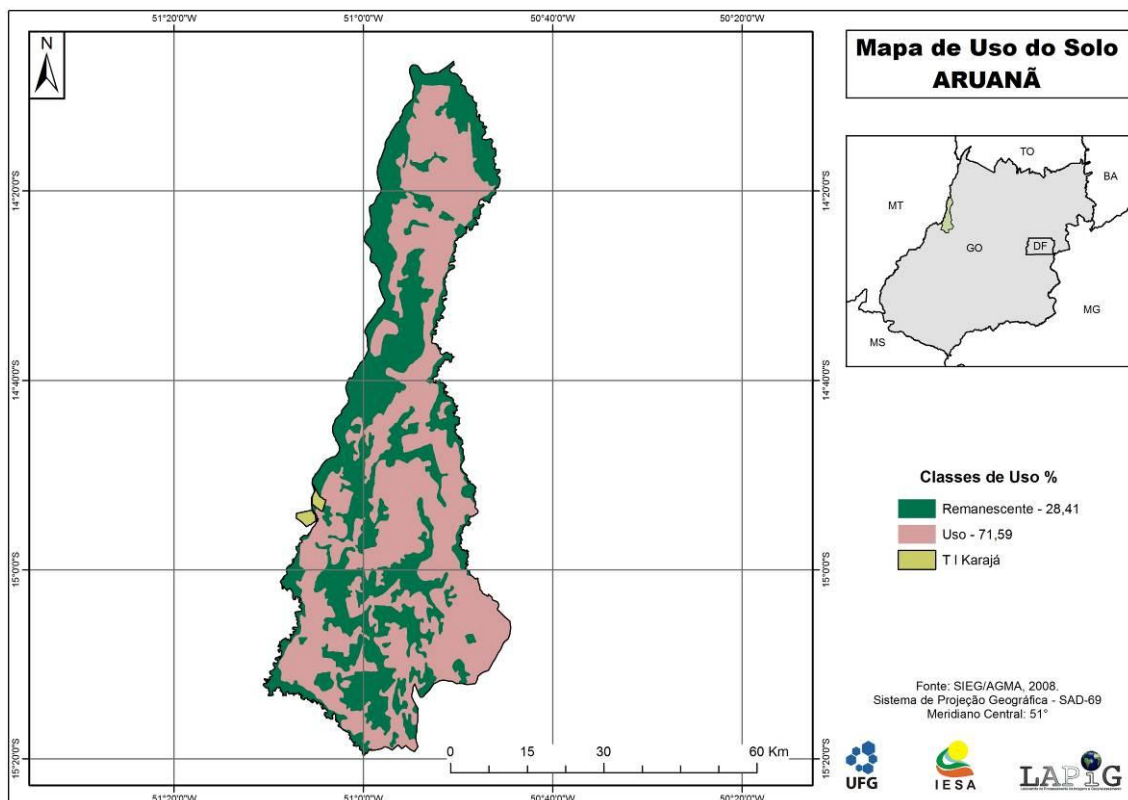 51°20'0"W
51°0'0"W
50°40'0"W
50°20'0"W
N
14°20'0"S
14°40'0"S
15°0'0"S
15°20'0"S
14°20'0"S
14°40'0"S
15°0'0"S
15°20'0"S
0 15 30 60 Km
51°20'0"W
51°0'0"W
50°40'0"W
50°20'0"W
Mapa de Uso do Solo
ARUANÃ
TO
BA
MT
GO
DF
MG
MS
Classes de Uso %
Remanescente - 28,41
Uso - 71,59
T I Karajá
Fonte: SIEG/AGMA, 2008.
Sistema de Projeção Geográfica - SAD-69
Meridiano Central: 51°
UFG
IESA
LAPiG